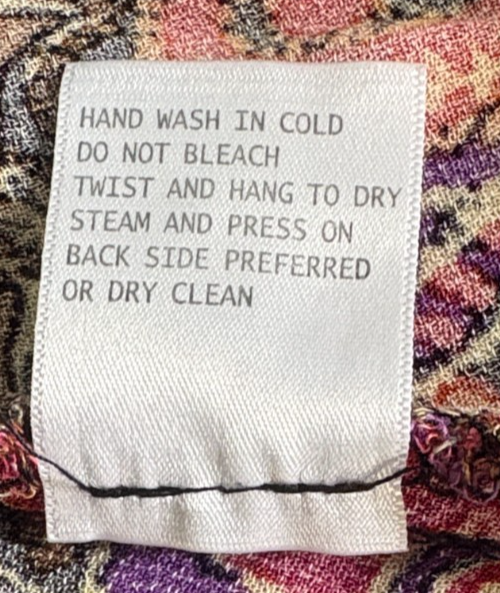 HAND WASH IN COLD
DO NOT BLEACH
TWIST AND HANG TO DRY
STEAM AND PRESS ON
BACK SIDE PREFERRED
OR DRY CLEAN